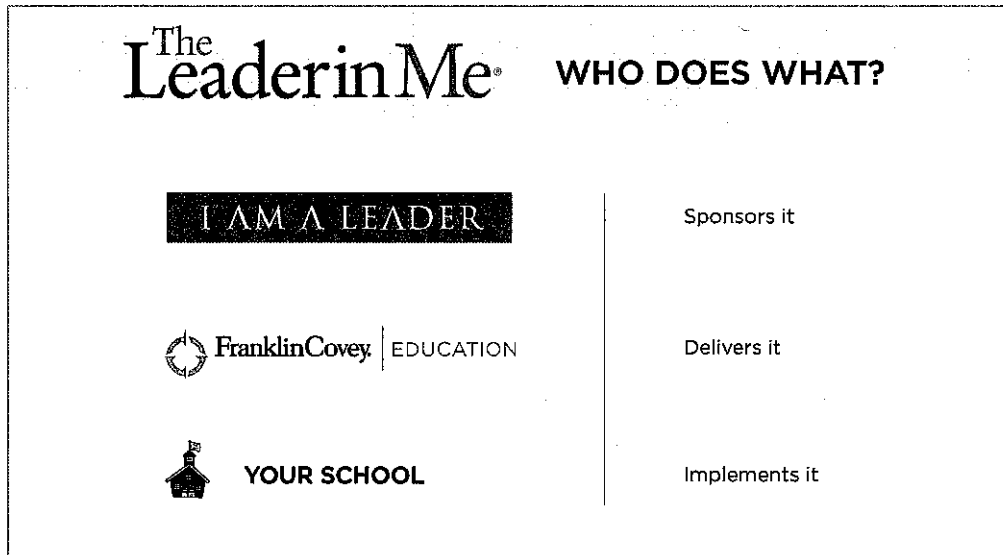 The Leader in Me® WHO DOES WHAT?
I AM A LEADER Sponsors it
FranklinCovey. EDUCATION Delivers it
YOUR SCHOOL Implements it